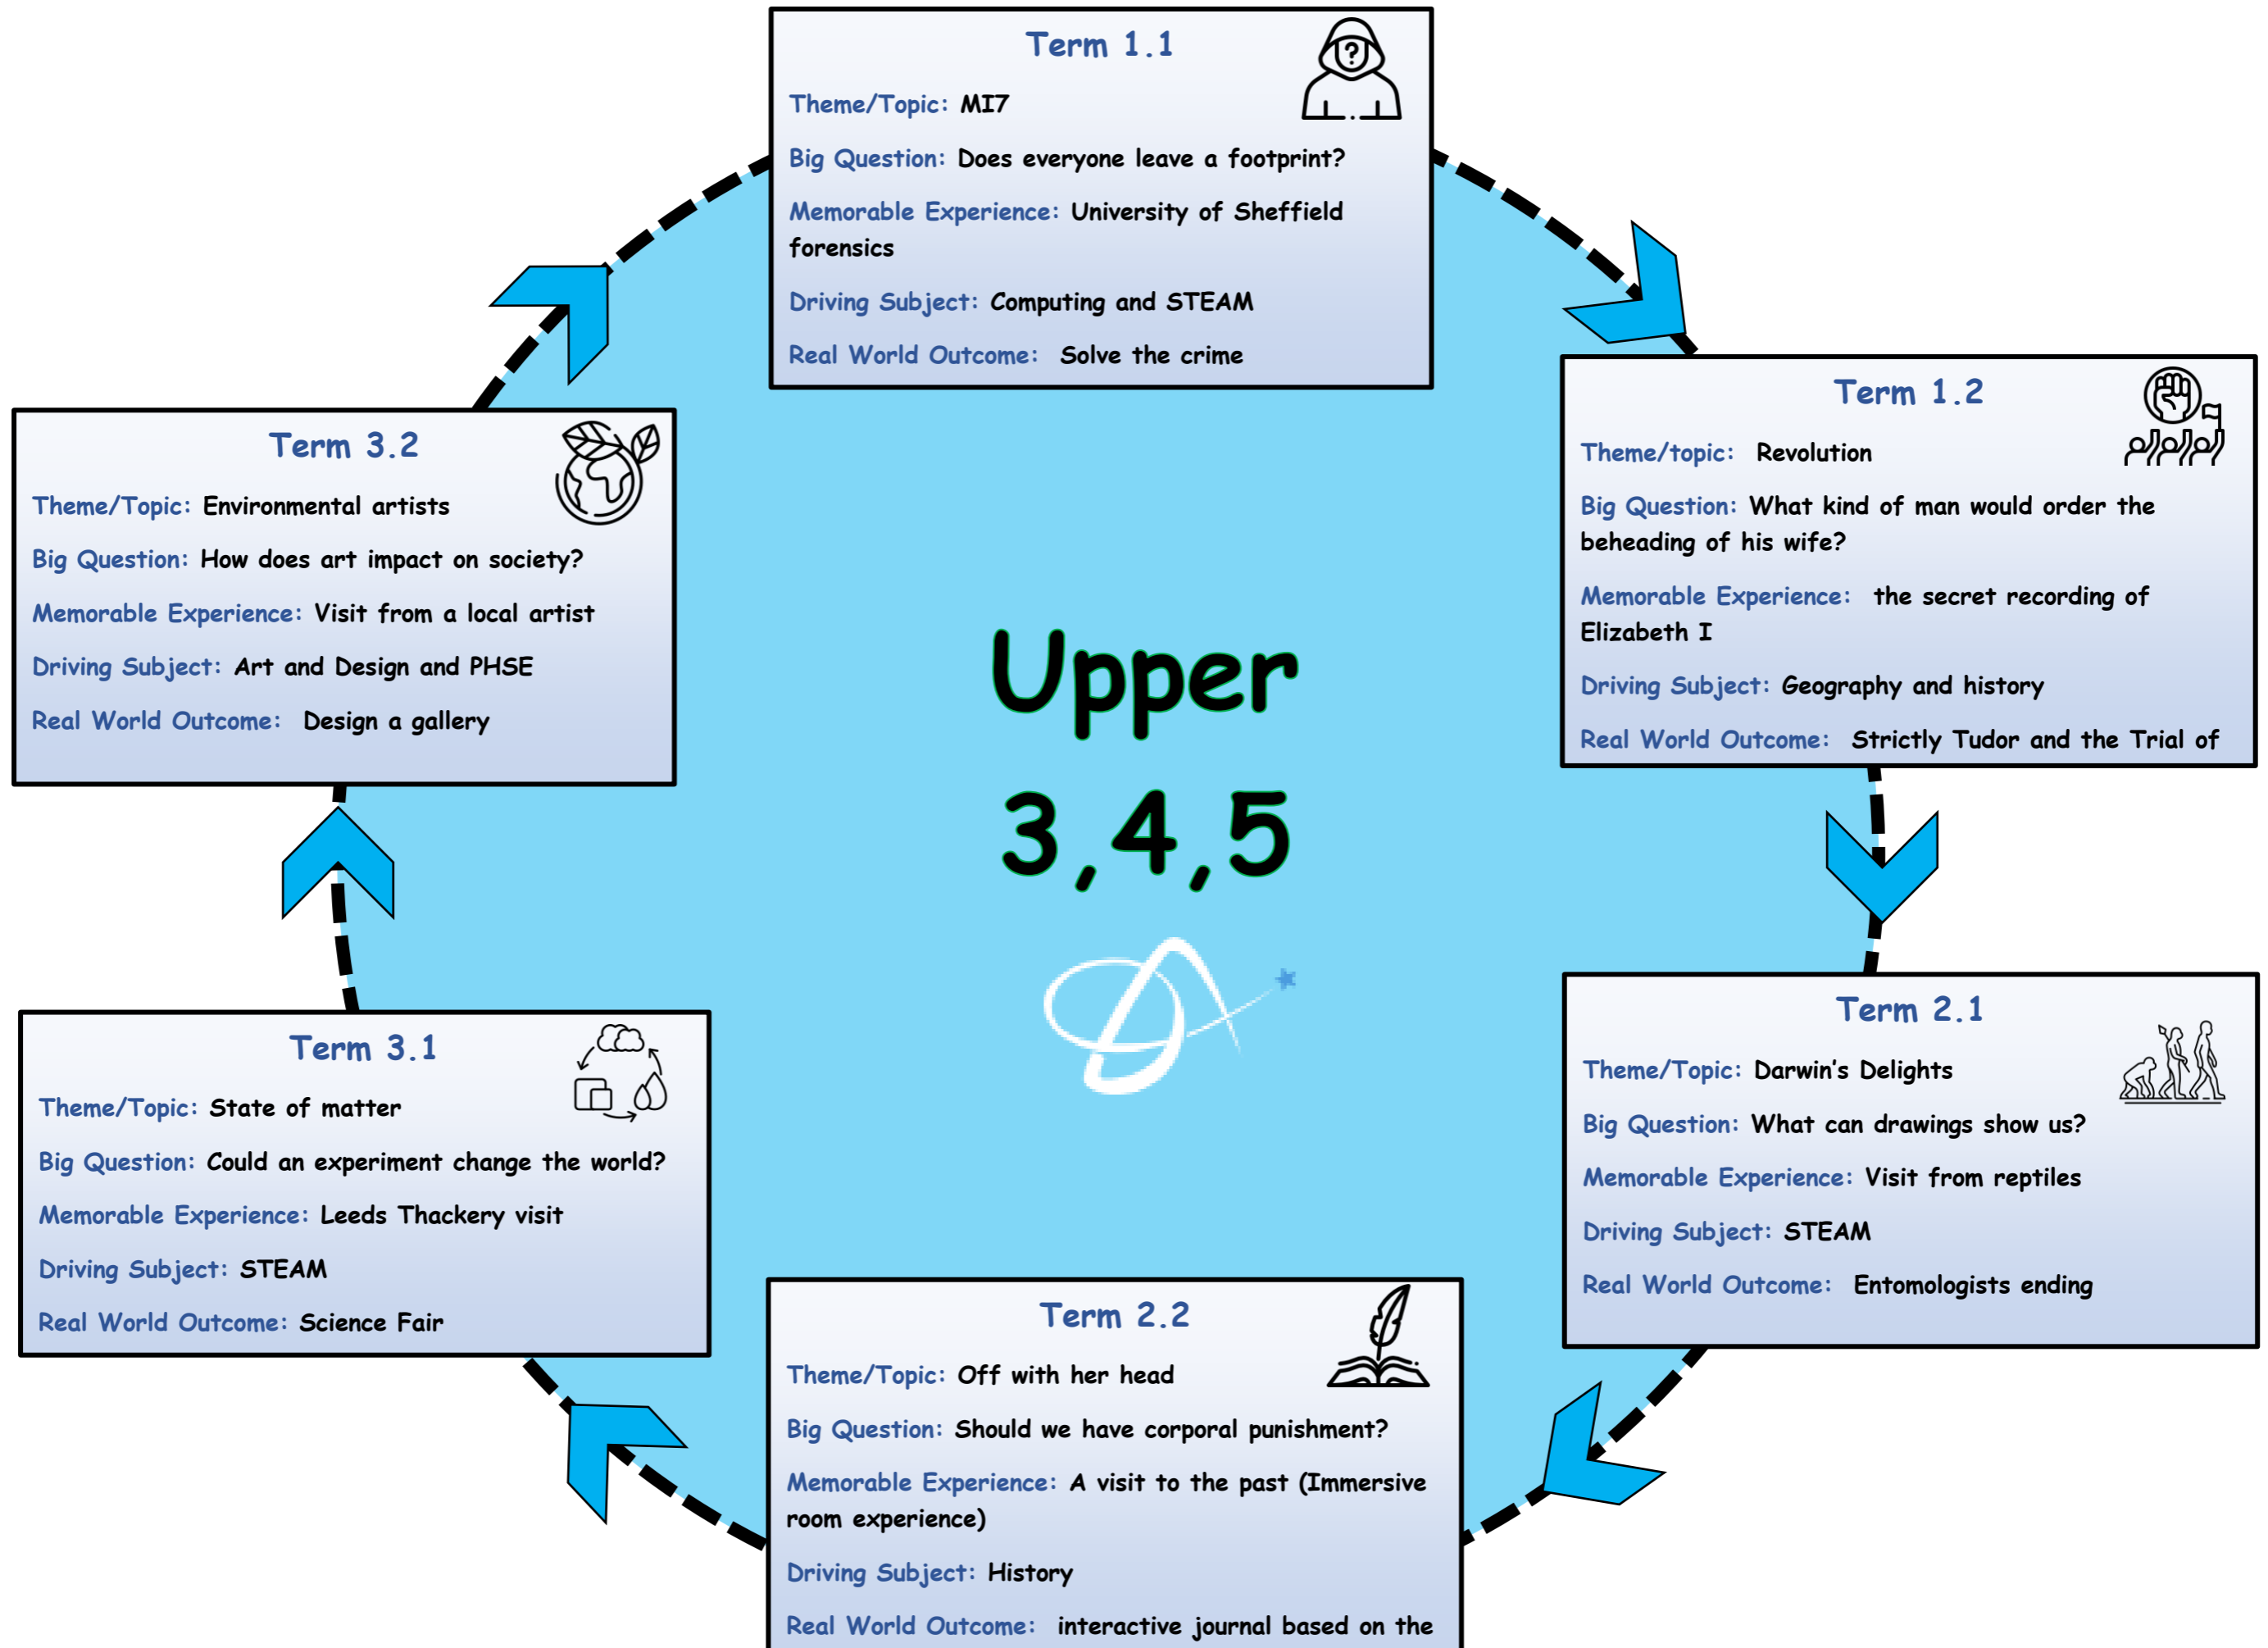 Term 1.1
Theme/Topic: MI7
Big Question: Does everyone leave a footprint?
Memorable Experience: University of Sheffield
forensics
Driving Subject: Computing and STEAM
Real World Outcome: Solve the crime
Term 1.2
Theme/topic: Revolution
Big Question: What kind of man would order the
beheading of his wife?
Memorable Experience: the secret recording of
Elizabeth I
Driving Subject: Geography and history
Real World Outcome: Strictly Tudor and the Trial of
Term 2.1
Theme/Topic: Darwin's Delights
Big Question: What can drawings show us?
Memorable Experience: Visit from reptiles
Driving Subject: STEAM
Real World Outcome: Entomologists ending
Term 2.2
Theme/Topic: Off with her head
Big Question: Should we have corporal punishment?
Memorable Experience: A visit to the past (Immersive
room experience)
Driving Subject: History
Real World Outcome: interactive journal based on the
Term 3.1
Theme/Topic: State of matter
Big Question: Could an experiment change the world?
Memorable Experience: Leeds Thackery visit
Driving Subject: STEAM
Real World Outcome: Science Fair
Term 3.2
Theme/Topic: Environmental artists
Big Question: How does art impact on society?
Memorable Experience: Visit from a local artist
Driving Subject: Art and Design and PHSE
Real World Outcome: Design a gallery
Upper
3,4,5